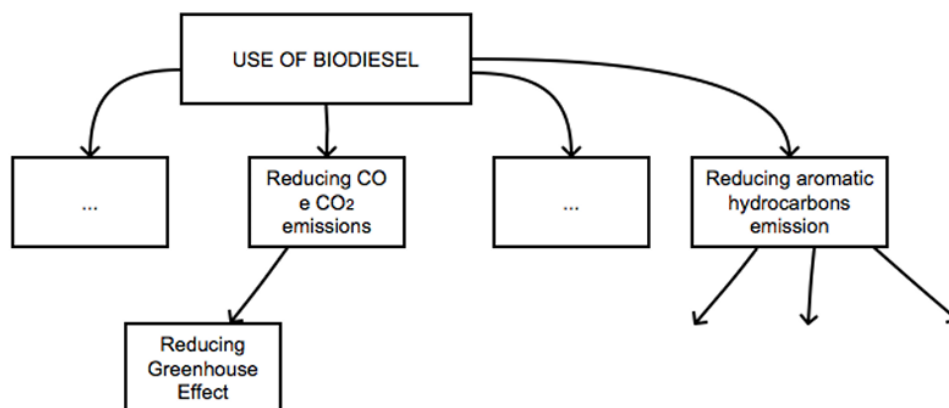 USE OF BIODIESEL
...
Reducing CO
e CO₂
emissions
...
Reducing aromatic
hydrocarbons
emission
Reducing
Greenhouse
Effect